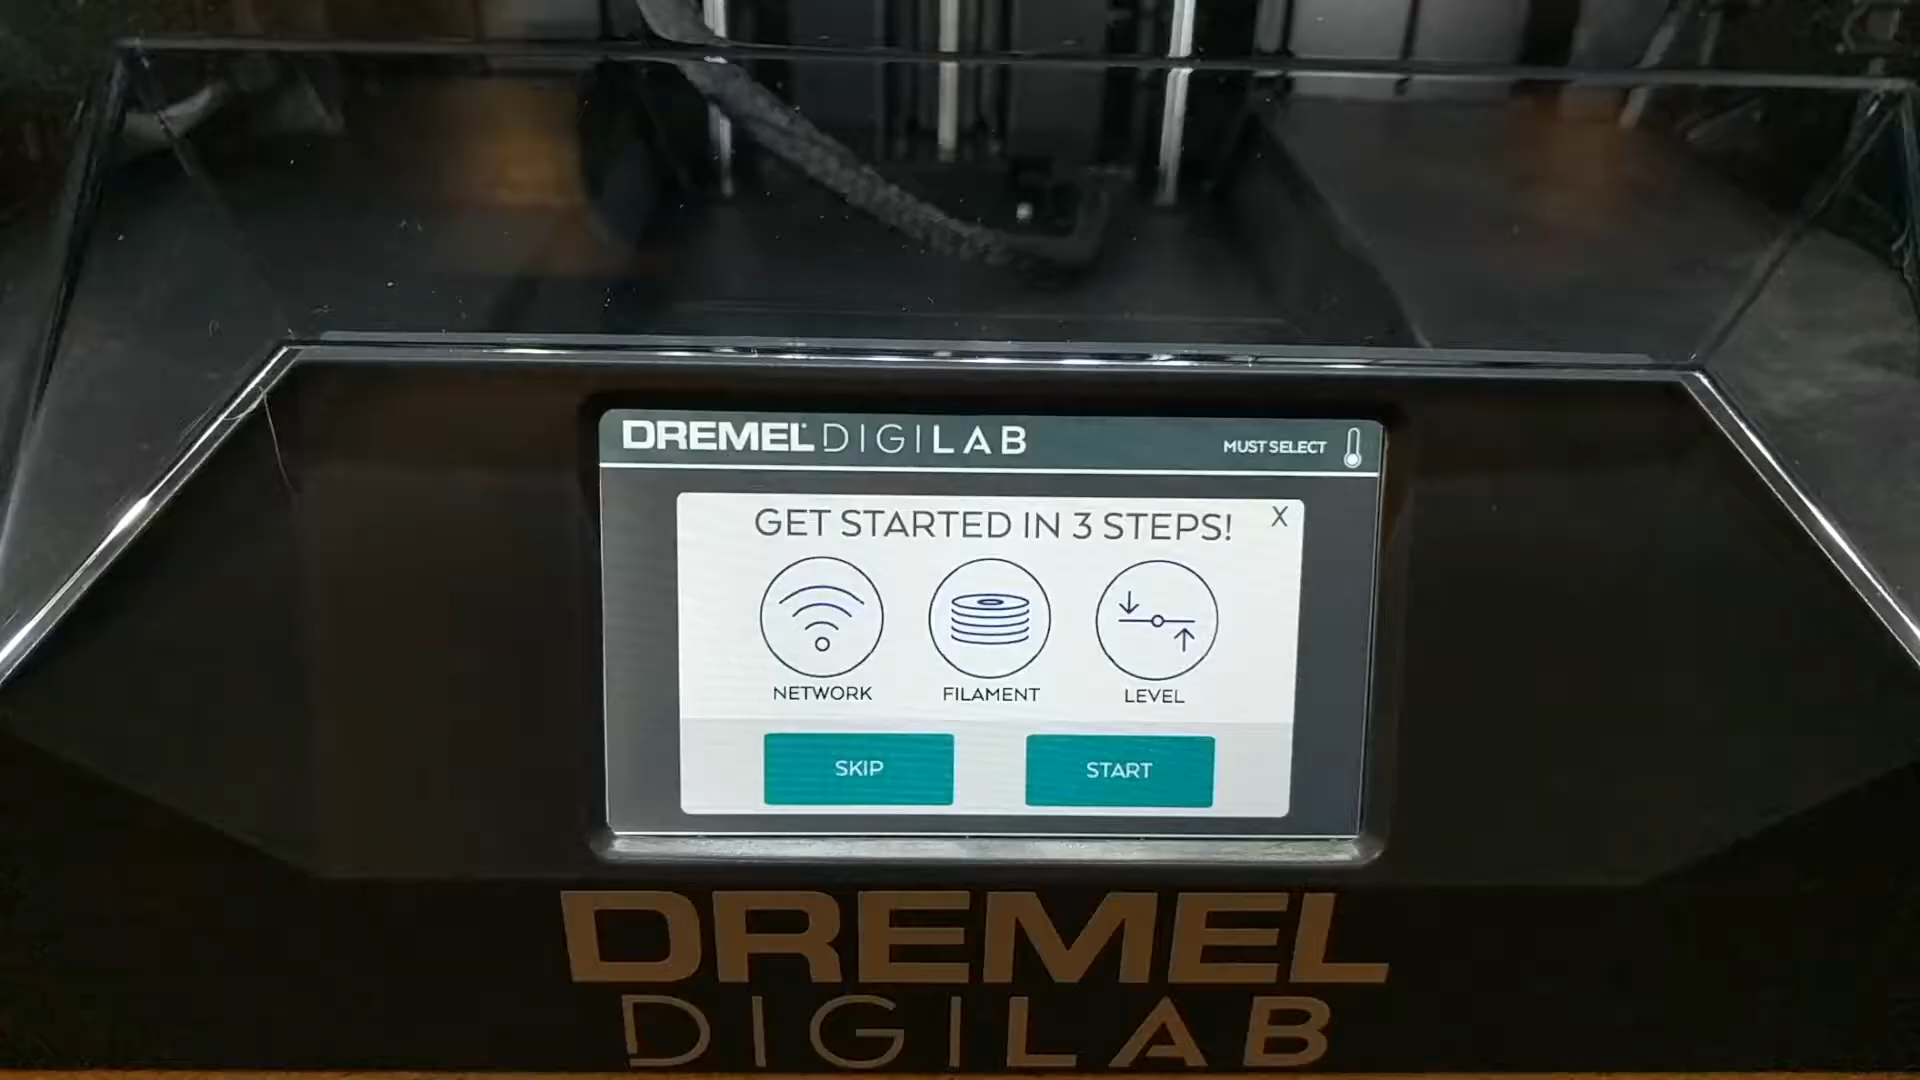 DREMEL DIGILAB
MUST SELECT
GET STARTED IN 3 STEPS!
X
NETWORK
FILAMENT
LEVEL
SKIP
START
DREMEL
DIGILAB